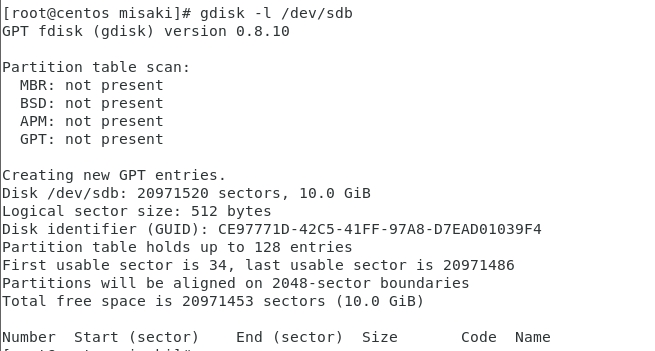 [root@centos misaki]# gdisk -l /dev/sdb
GPT fdisk (gdisk) version 0.8.10
Partition table scan:
  MBR: not present
  BSD: not present
  APM: not present
  GPT: not present
Creating new GPT entries.
Disk /dev/sdb: 20971520 sectors, 10.0 GiB
Logical sector size: 512 bytes
Disk identifier (GUID): CE97771D-42C5-41FF-97A8-D7EAD01039F4
Partition table holds up to 128 entries
First usable sector is 34, last usable sector is 20971486
Partitions will be aligned on 2048-sector boundaries
Total free space is 20971453 sectors (10.0 GiB)
Number  Start (sector)    End (sector)  Size       Code  Name